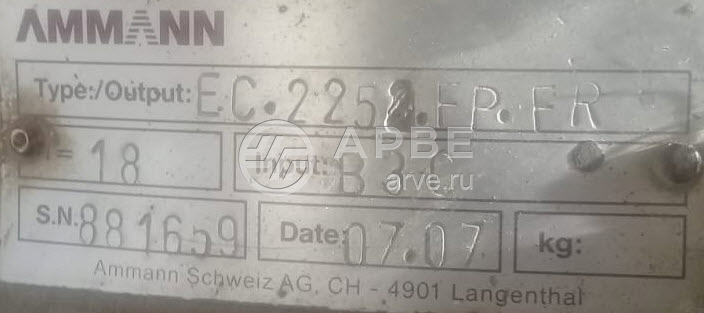 AMMANN
Type:/Output: EC.2252.FP.FR
i= 18 Input:
АРВЕ
arve.ru
S.N. 881659 Date: 07.07 kg:
Ammann Schweiz AG, CH - 4901 Langenthal